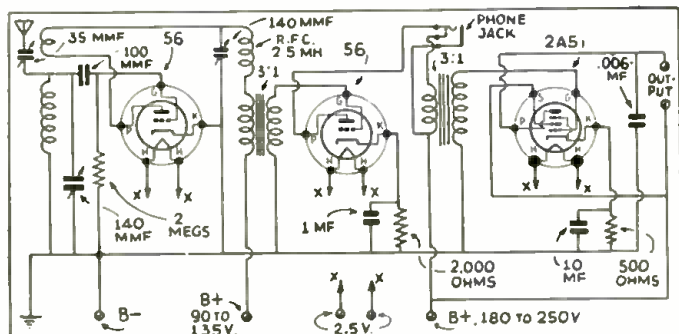 35 MMF
100 MMF
56
140 MMF
R.F.C.
2.5 MH
3:1
56
PHONE JACK
3:1
2A5
.006 MF
OUT-PUT
P
G
K
H
H
P
G
K
H
H
P
S
G
K
H
H
X
X
X
X
X
X
140 MMF
2 MEGS
1 MF
2,000 OHMS
10 MF
500 OHMS
B-
B+
90 TO 135V.
X
X
2.5V.
B+, 180 TO 250V